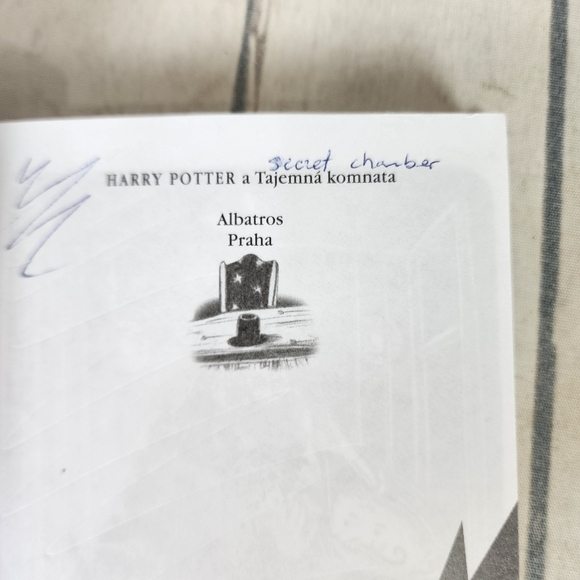 secret chamber
HARRY POTTER a Tajemná komnata
Albatros
Praha